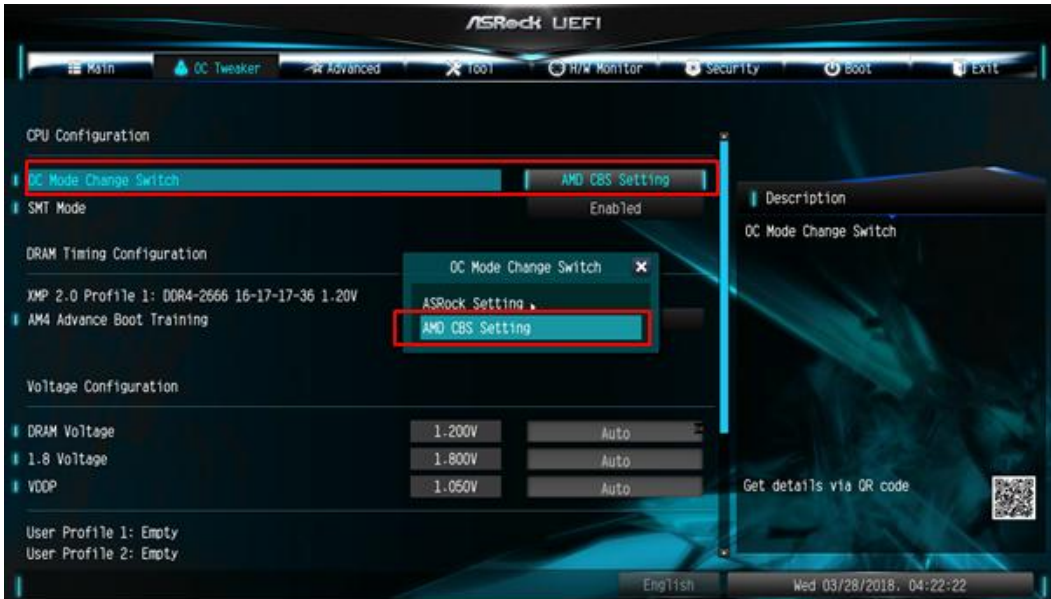 ASRock UEFI
Main OC Tweaker Advanced Tool H/W Monitor Security Boot Exit
CPU Configuration
OC Mode Change Switch AMD CBS Setting
SMT Mode Enabled
DRAM Timing Configuration
XMP 2.0 Profile 1: DDR4-2666 16-17-17-36 1.20V
AM4 Advance Boot Training
OC Mode Change Switch
ASRock Setting
AMD CBS Setting
Voltage Configuration
DRAM Voltage 1.200V Auto
1.8 Voltage 1.800V Auto
VDDP 1.050V Auto
User Profile 1: Empty
User Profile 2: Empty
Description
OC Mode Change Switch
Get details via QR code
English Wed 03/28/2018. 04:22:22